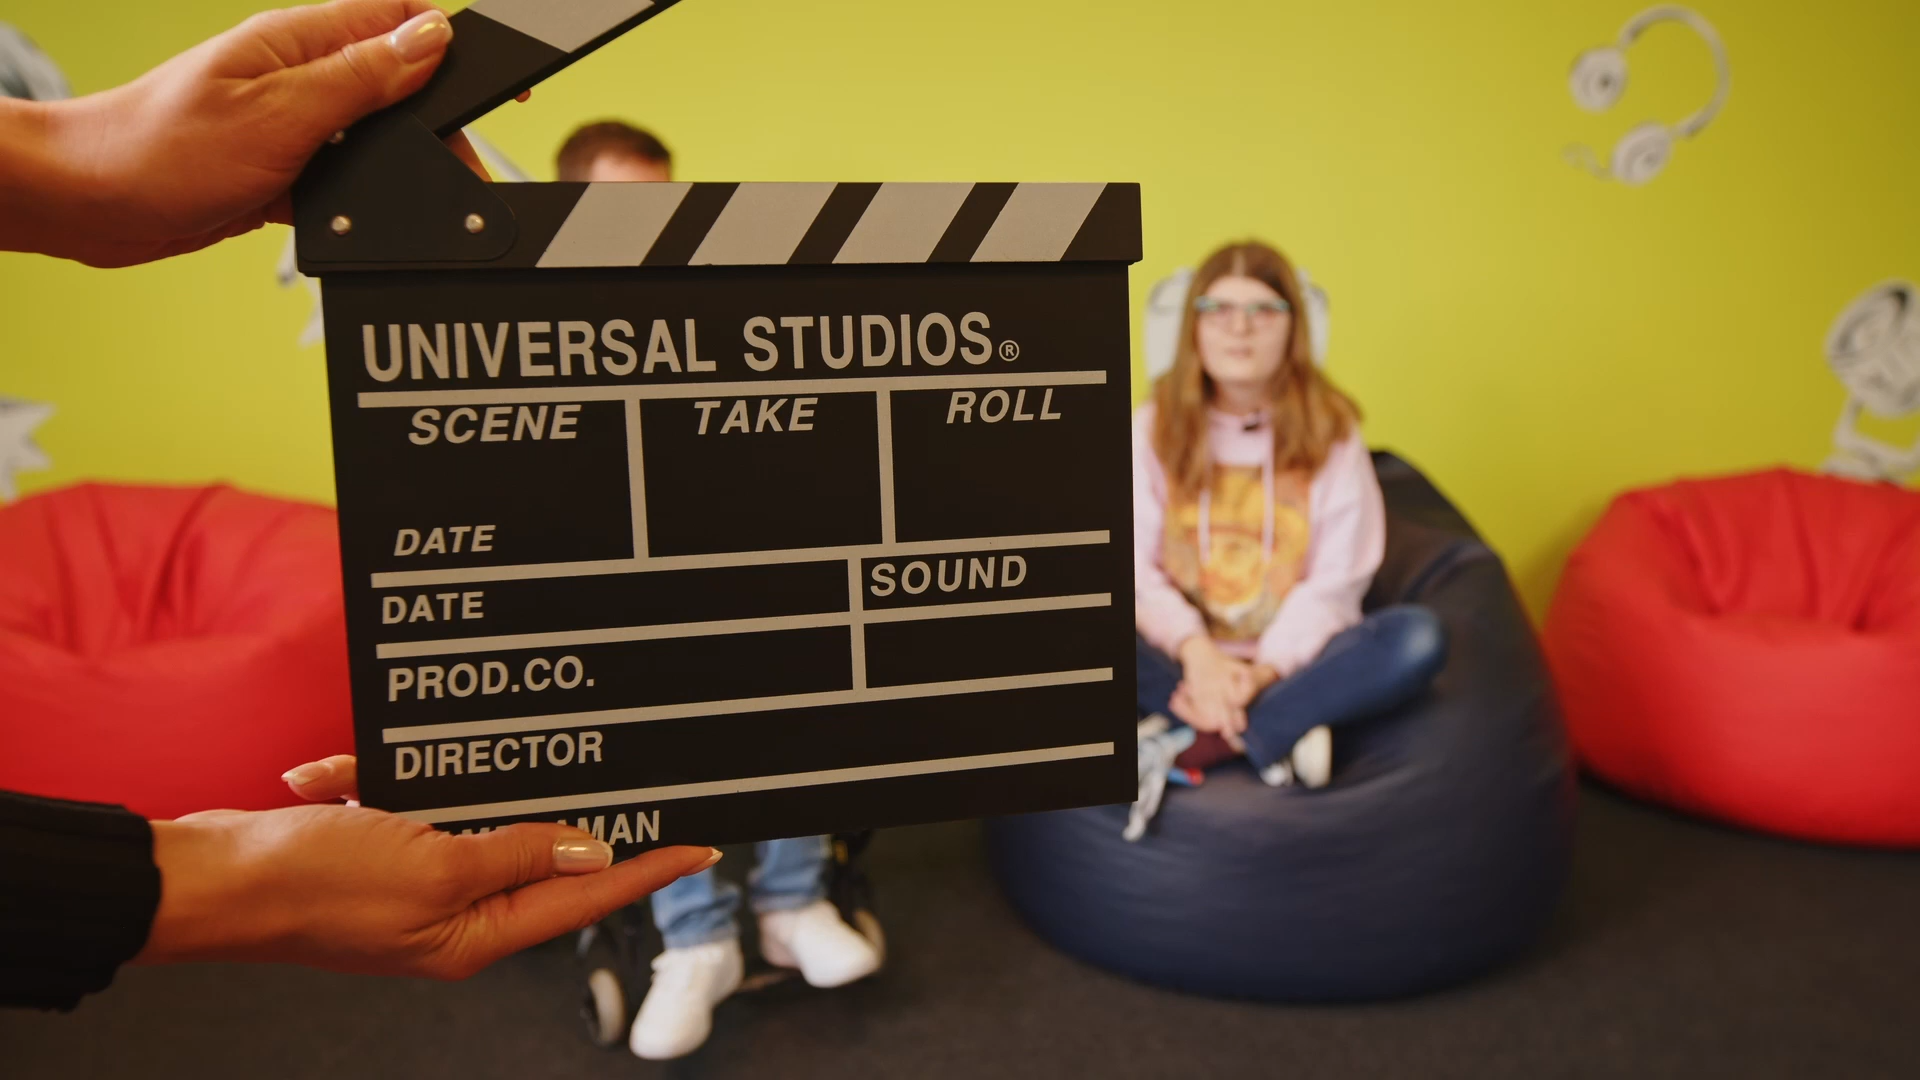 UNIVERSAL STUDIOS®
SCENE TAKE ROLL
DATE
DATE SOUND
PROD.CO.
DIRECTOR